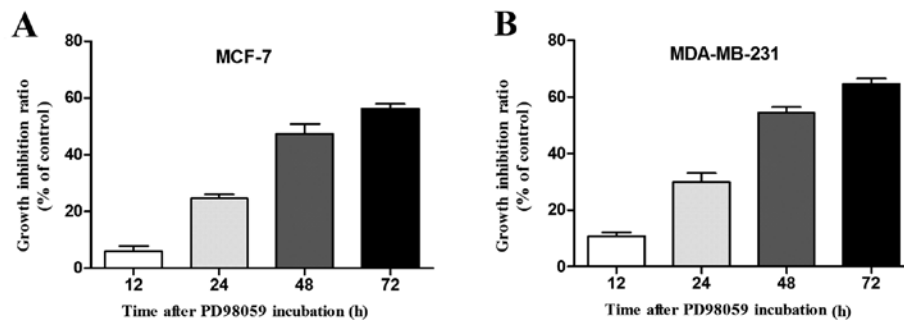 A
MCF-7
Growth inhibition ratio
(% of control)
80
60
40
20
0
12 24 48 72
Time after PD98059 incubation (h)
B
MDA-MB-231
Growth inhibition ratio
(% of control)
80
60
40
20
0
12 24 48 72
Time after PD98059 incubation (h)